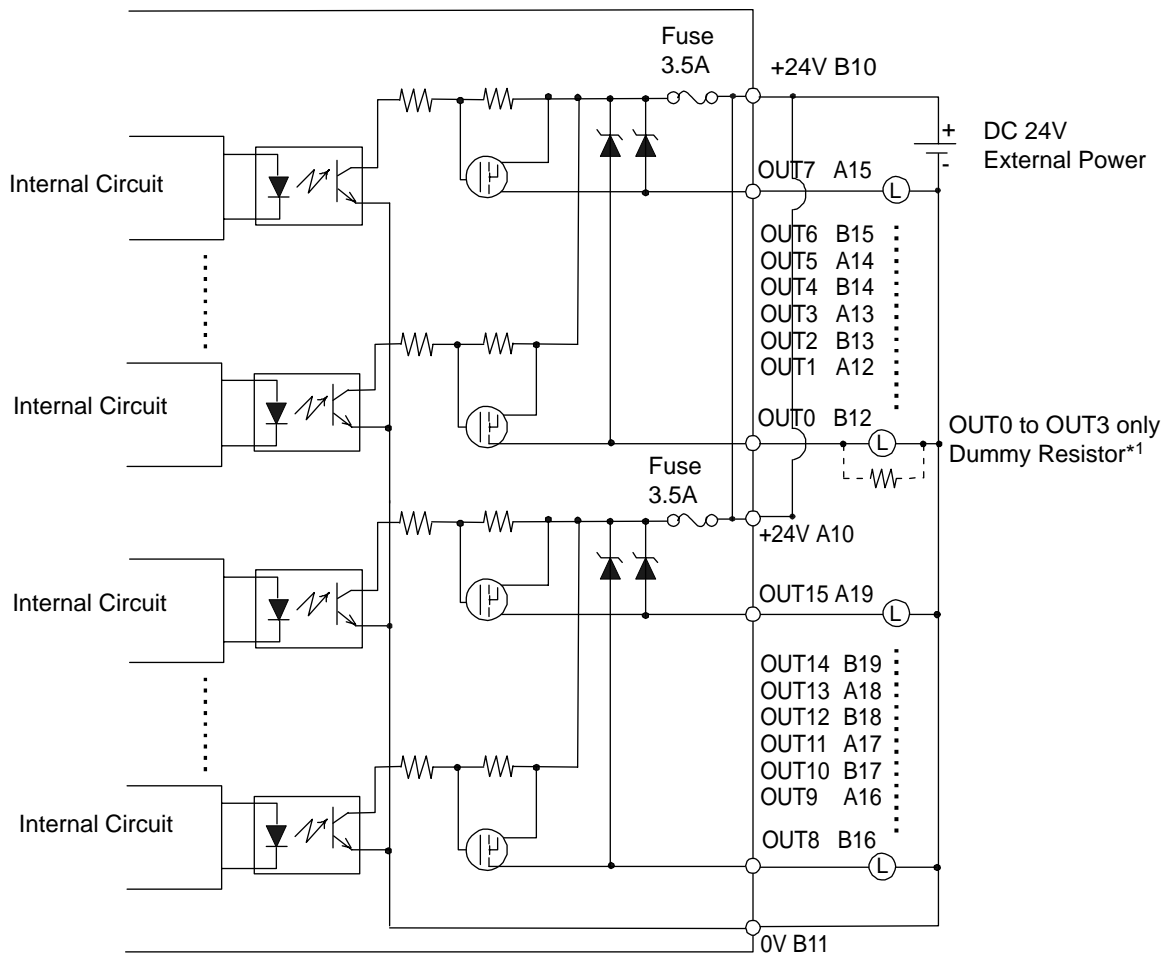 Fuse
3.5A
+24V B10
+
DC 24V
-
External Power
Internal Circuit
OUT7 A15
L
OUT6 B15
OUT5 A14
OUT4 B14
OUT3 A13
OUT2 B13
OUT1 A12
Internal Circuit
OUT0 B12
L
OUT0 to OUT3 only
Dummy Resistor*1
Fuse
3.5A
+24V A10
Internal Circuit
OUT15 A19
L
OUT14 B19
OUT13 A18
OUT12 B18
OUT11 A17
OUT10 B17
OUT9 A16
Internal Circuit
OUT8 B16
L
0V B11